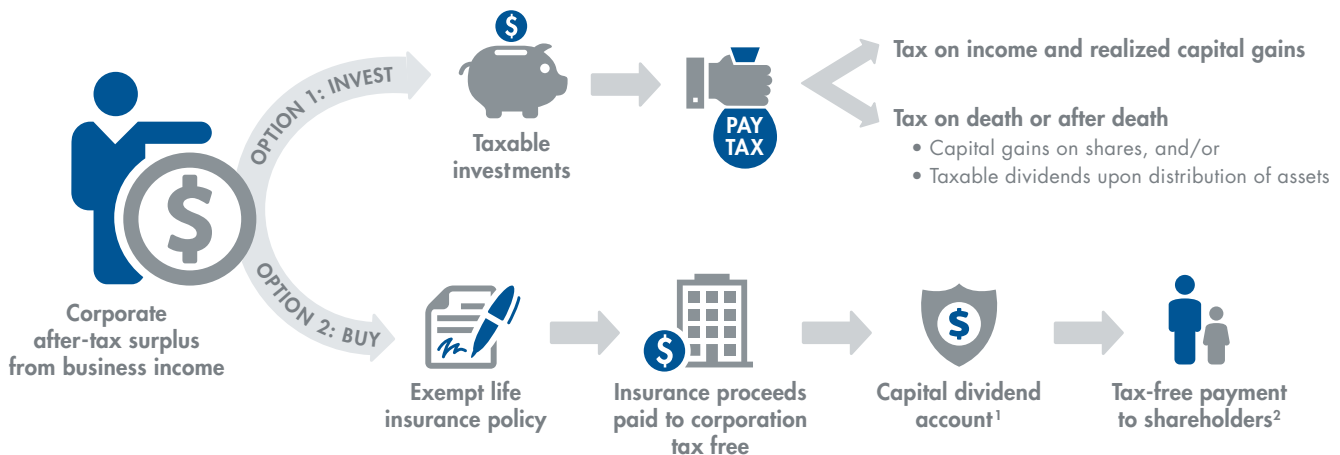 $
OPTION 1: INVEST
Taxable
investments
PAY
TAX
Tax on income and realized capital gains
Tax on death or after death
• Capital gains on shares, and/or
• Taxable dividends upon distribution of assets
$
Corporate
after-tax surplus
from business income
OPTION 2: BUY
Exempt life
insurance policy
$
Insurance proceeds
paid to corporation
tax free
$
Capital dividend
account¹
Tax-free payment
to shareholders²